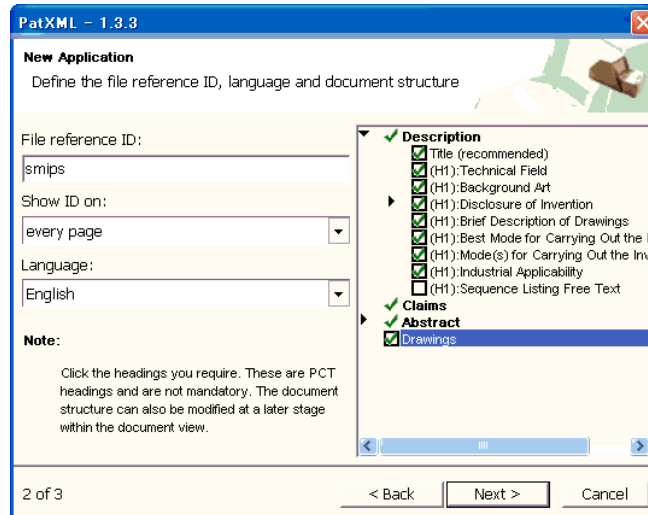 PatXML – 1.3.3
New Application
Define the file reference ID, language and document structure
File reference ID:
smips
Show ID on:
every page
Language:
English
Note:
Click the headings you require. These are PCT
headings and are not mandatory. The document
structure can also be modified at a later stage
within the document view.
Description
Title (recommended)
(H1):Technical Field
(H1):Background Art
(H1):Disclosure of Invention
(H1):Brief Description of Drawings
(H1):Best Mode for Carrying Out the I
(H1):Mode(s) for Carrying Out the Inv
(H1):Industrial Applicability
(H1):Sequence Listing Free Text
Claims
Abstract
Drawings
2 of 3
< Back
Next >
Cancel